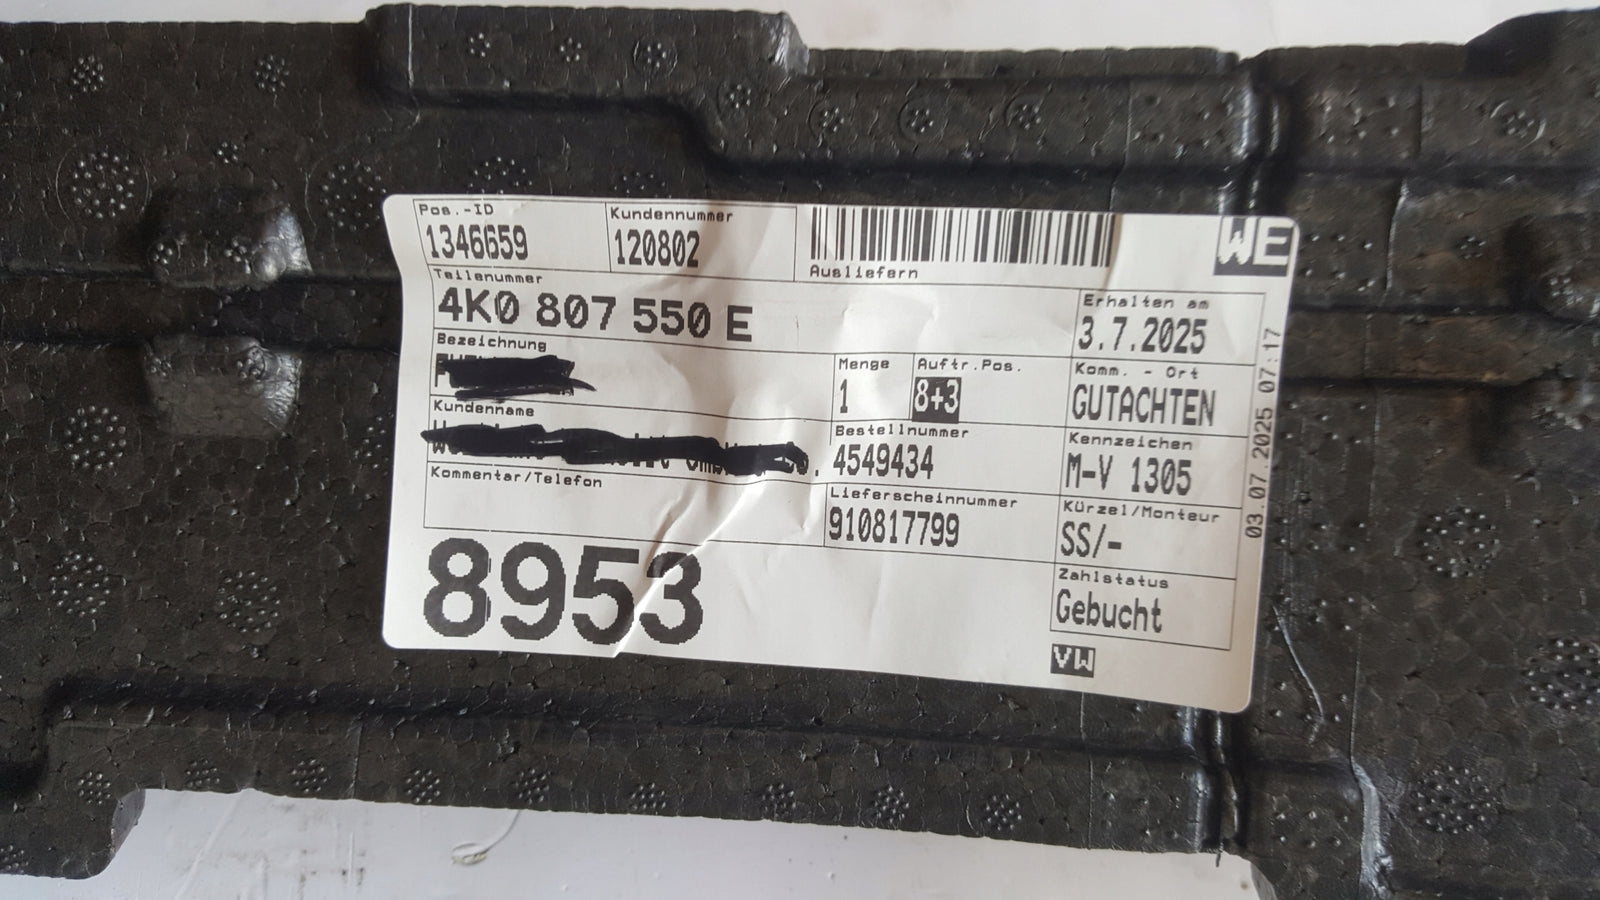 Pos.-ID
1346659
Kundennummer
120802
Ausliefern
WE
Teilenummer
4K0 807 550 E
Erhalten am
3.7.2025
Bezeichnung
Menge
1
Auftr.Pos.
8+3
Komm. - Ort
GUTACHTEN
Kundenname
Bestellnummer
4549434
Kennzeichen
M-V 1305
Kommentar/Telefon
Lieferscheinnummer
910817799
Kürzel/Monteur
SS/-
8953
Zahlstatus
Gebucht
VW
03.07.2025 07:17